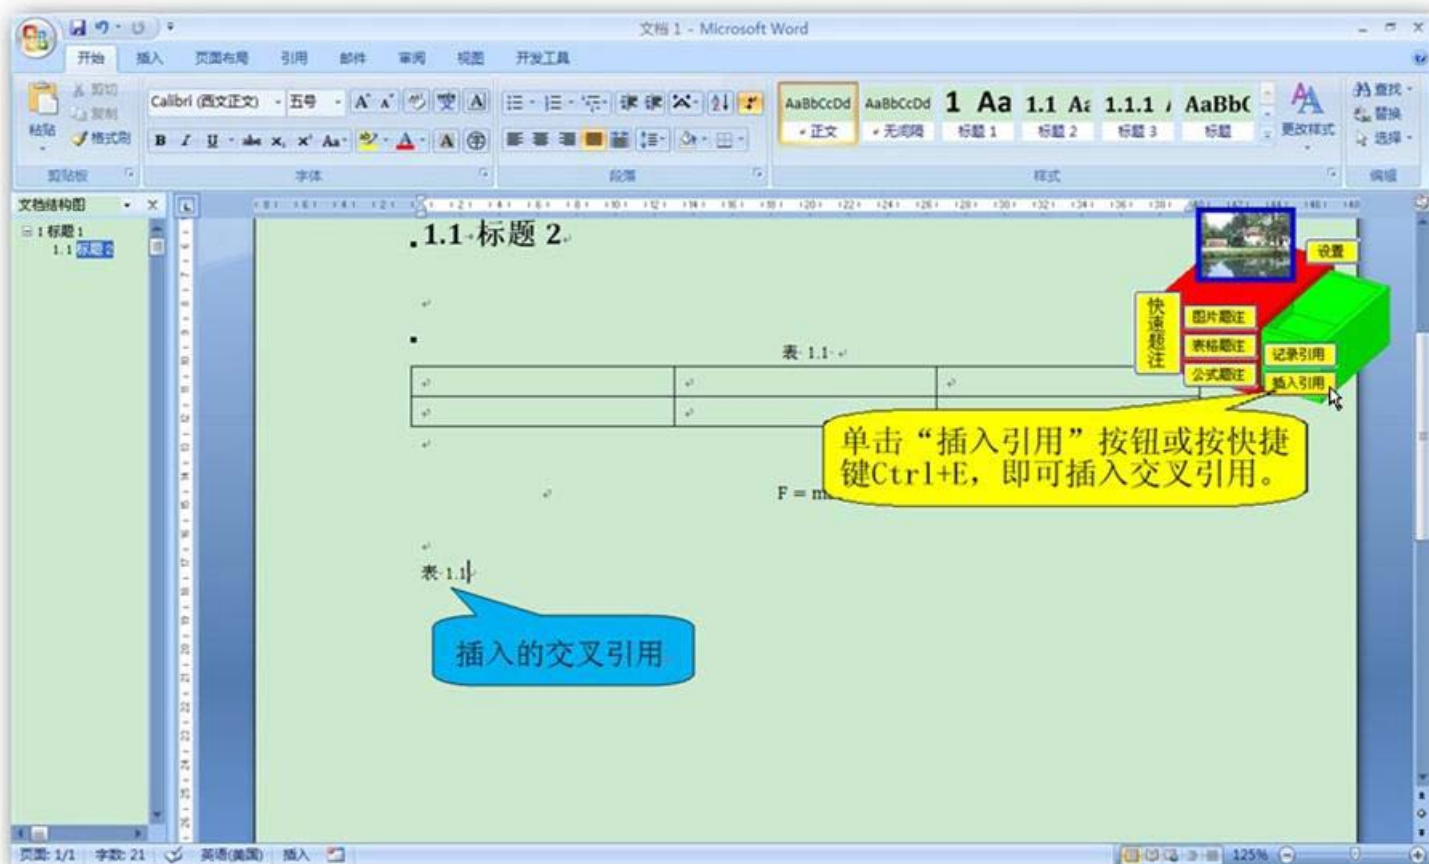 文档 1 - Microsoft Word
开始 插入 页面布局 引用 邮件 审阅 视图 开发工具
剪切
复制
粘贴 格式刷
剪贴板
Calibri (西文正文) 五号
字体
段落
AaBbCcDd AaBbCcDd 1 Aa 1.1 Aa 1.1.1 AaBb(
正文 无间隔 标题 1 标题 2 标题 3 标题
更改样式
样式
查找
替换
选择
编辑
文档结构图
1 标题 1
1.1 标题 2
1.1 标题 2
设置
快速题注
图片题注
表格题注
公式题注
记录引用
插入引用
表 1.1
单击“插入引用”按钮或按快捷
键Ctrl+E，即可插入交叉引用。
F = m
表 1.1
插入的交叉引用
页面: 1/1 字数: 21 英语(美国) 插入 125%